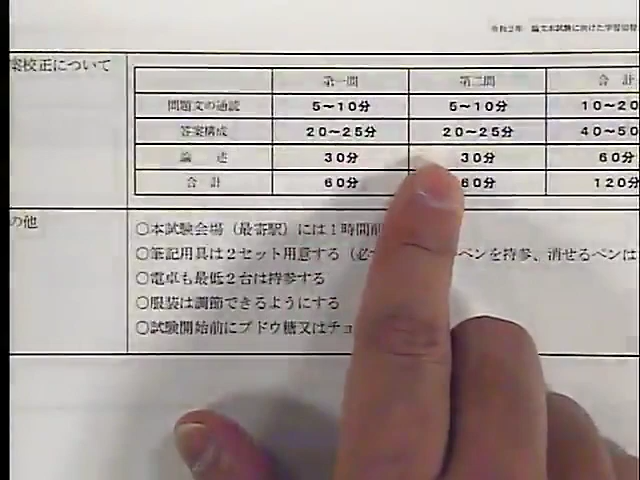 令和2年 論文本試験に向けた学習
案校正について
第一問 第二問 合計
問題文の通読 5～10分 5～10分 10～20
答案構成 20～25分 20～25分 40～50
論 述 30分 30分 60分
合 計 60分 60分 120分
の他
○本試験会場（最寄駅）には1時間前
○筆記用具は2セット用意する（必 ペンを持参、消せるペンは
○電卓も最低2台は持参する
○服装は調節できるようにする
○試験開始前にブドウ糖又はチョ